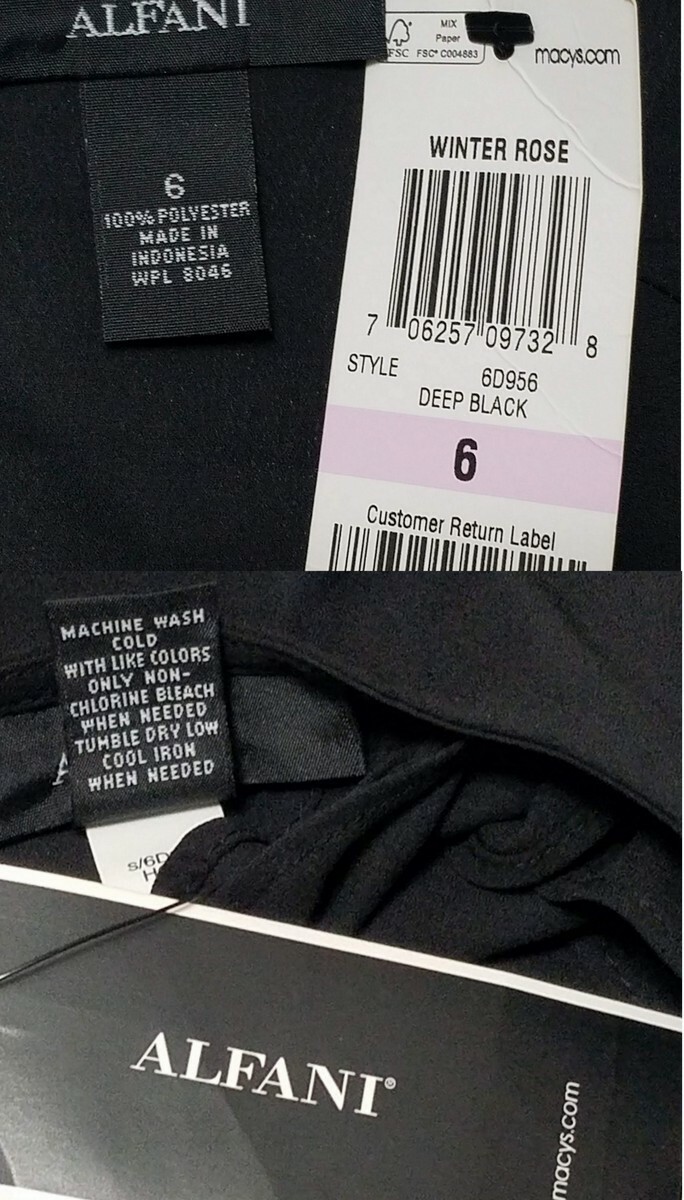 ALFANI
6
100% POLYESTER
MADE IN
INDONESIA
WPL 8046
MIX
Paper
FSC FSC® C004883
macys.com
WINTER ROSE
7 06257 09732 8
STYLE 6D956
DEEP BLACK
6
Customer Return Label
MACHINE WASH
COLD
WITH LIKE COLORS
ONLY NON-
CHLORINE BLEACH
WHEN NEEDED
TUMBLE DRY LOW
COOL IRON
WHEN NEEDED
ALFANI®
macys.com